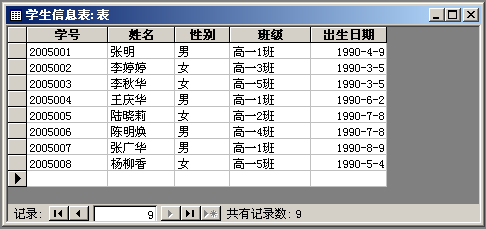 学生信息表: 表
学号 姓名 性别 班级 出生日期
2005001 张明 男 高一1班 1990-4-9
2005002 李婷婷 女 高一3班 1990-3-5
2005003 李秋华 女 高一5班 1990-3-5
2005004 王庆华 男 高一1班 1990-6-2
2005005 陆晓莉 女 高一2班 1990-7-8
2005006 陈明焕 男 高一4班 1990-7-8
2005007 张广华 男 高一1班 1990-8-9
2005008 杨柳香 女 高一5班 1990-5-4
记录: 9 共有记录数: 9